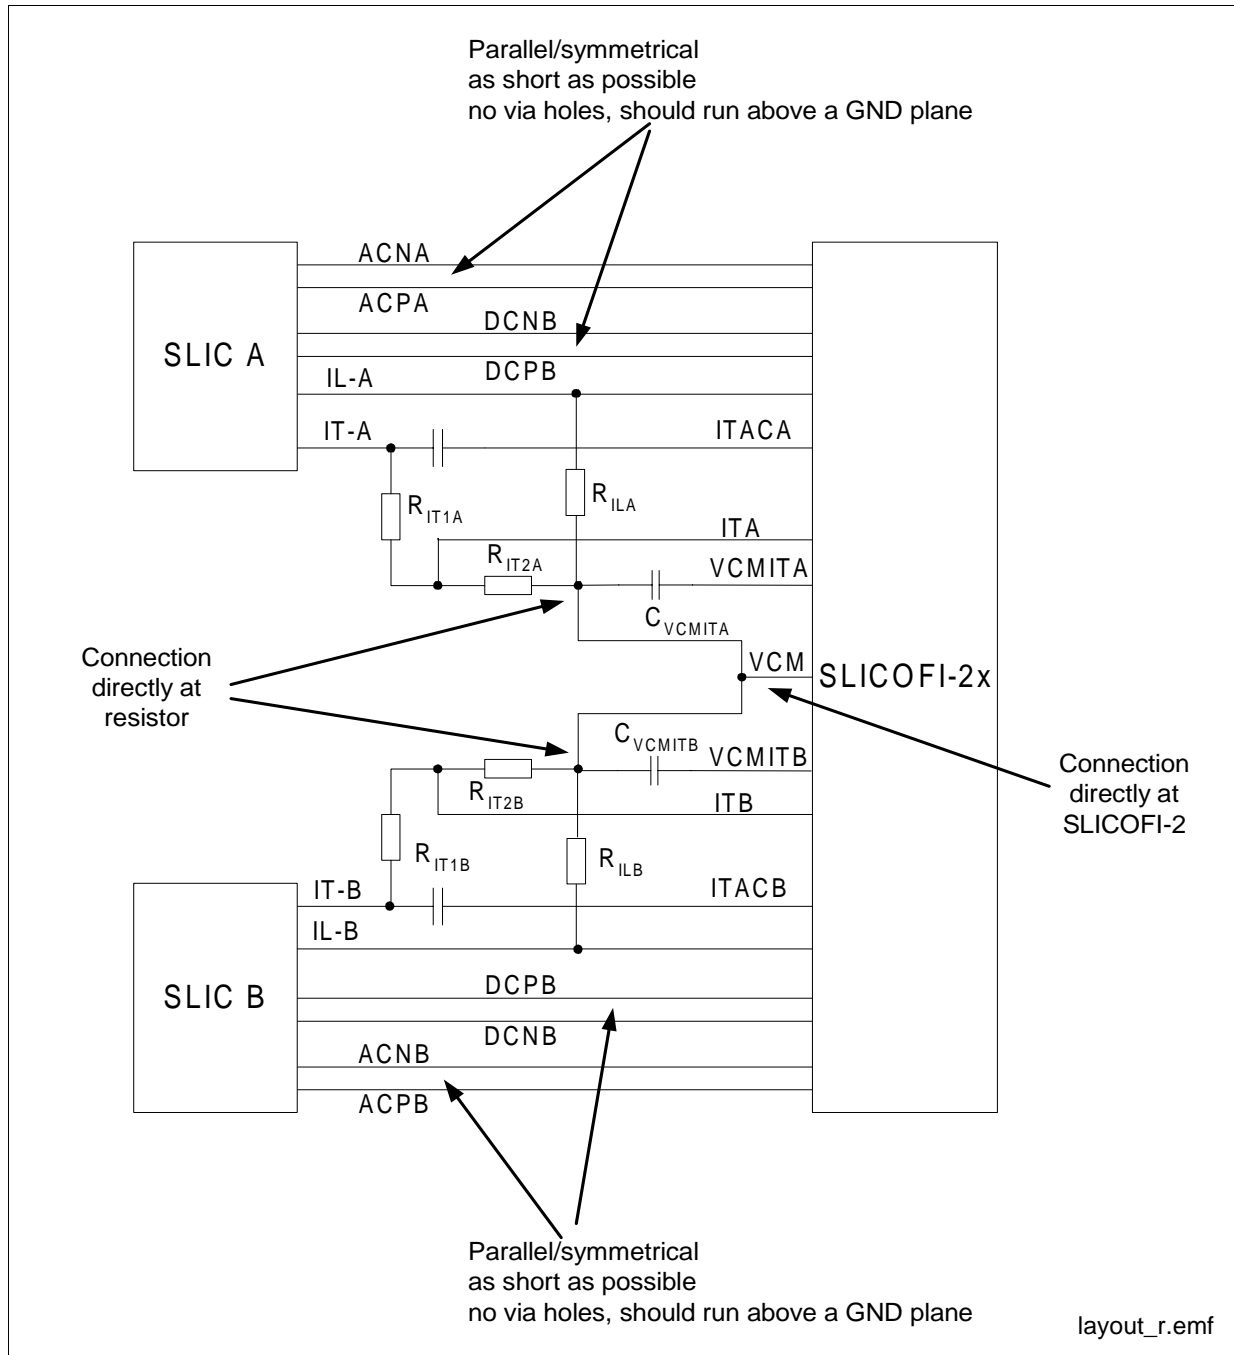 Parallel/symmetrical
as short as possible
no via holes, should run above a GND plane
ACNA
ACPA
DCNB
SLIC A
DCPB
IL-A
IT-A
ITACA
RILA
RIT1A
ITA
RIT2A
VCMITA
CVCMITA
Connection
directly at
resistor
VCM
SLICOFI-2x
CVCMITB
VCMITB
Connection
directly at
SLICOFI-2
RIT2B
ITB
RIT1B
RILB
IT-B
ITACB
IL-B
SLIC B
DCPB
DCNB
ACNB
ACPB
Parallel/symmetrical
as short as possible
no via holes, should run above a GND plane
layout_r.emf